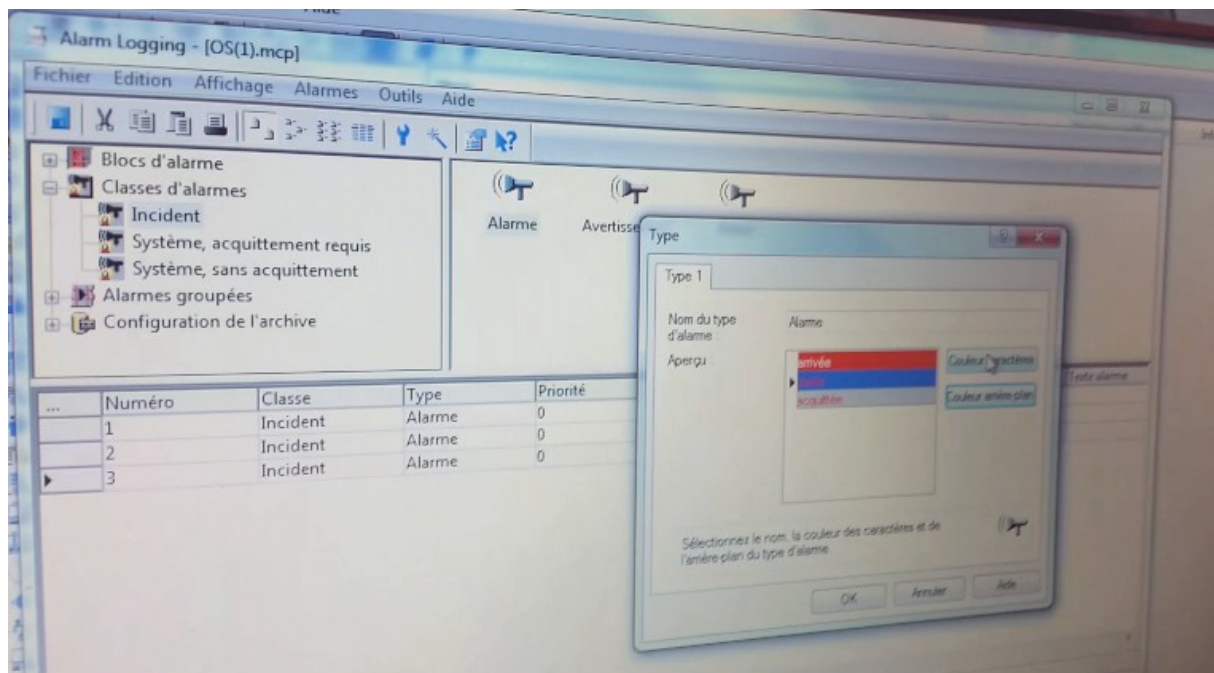 Alarm Logging - [OS(1).mcp]
Fichier Edition Affichage Alarmes Outils Aide
Blocs d'alarme
Classes d'alarmes
Incident
Système, acquittement requis
Système, sans acquittement
Alarmes groupées
Configuration de l'archive
Alarme
Avertisse
... Numéro Classe Type Priorité
1 Incident Alarme 0
2 Incident Alarme 0
3 Incident Alarme 0
Texte alarme
Type
Type 1
Nom du type
d'alarme :
Alarme
Aperçu :
arrivée
acquittée
Couleur caractères
Couleur arrière-plan
Sélectionnez le nom, la couleur des caractères et de
l'arrière-plan du type d'alarme.
OK Annuler Aide